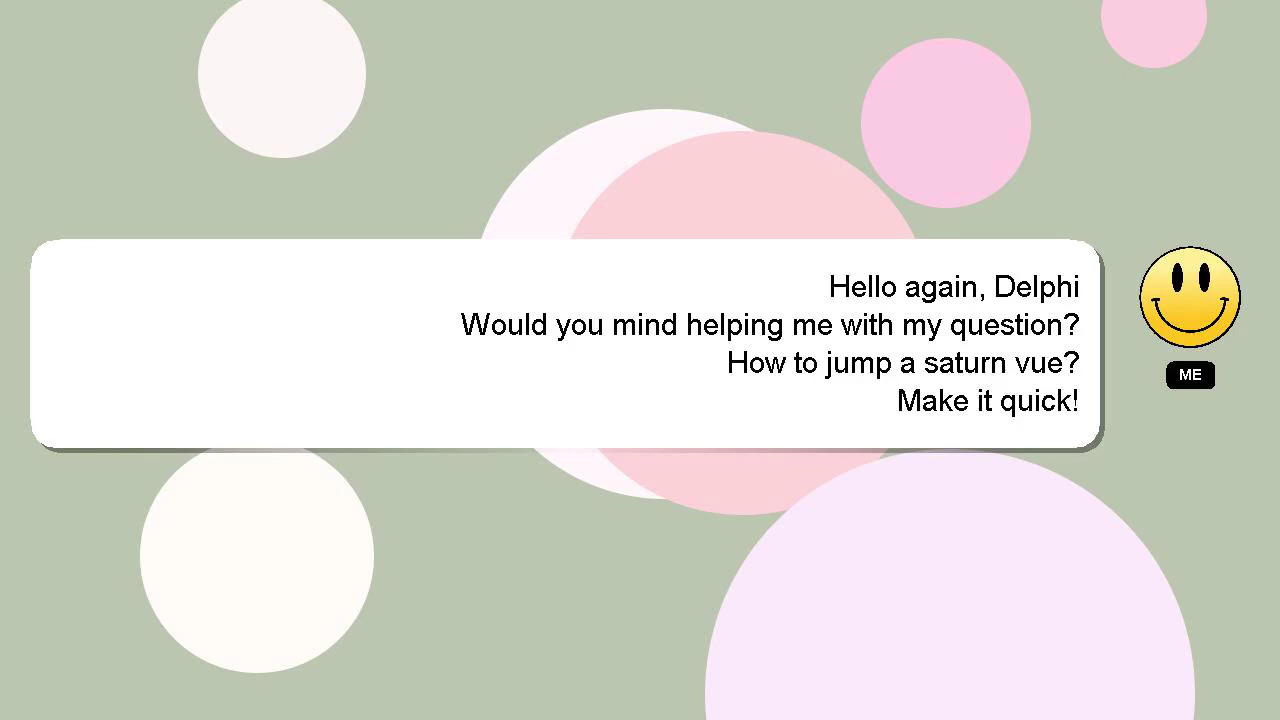 Hello again, Delphi
Would you mind helping me with my question?
How to jump a saturn vue?
Make it quick!
ME